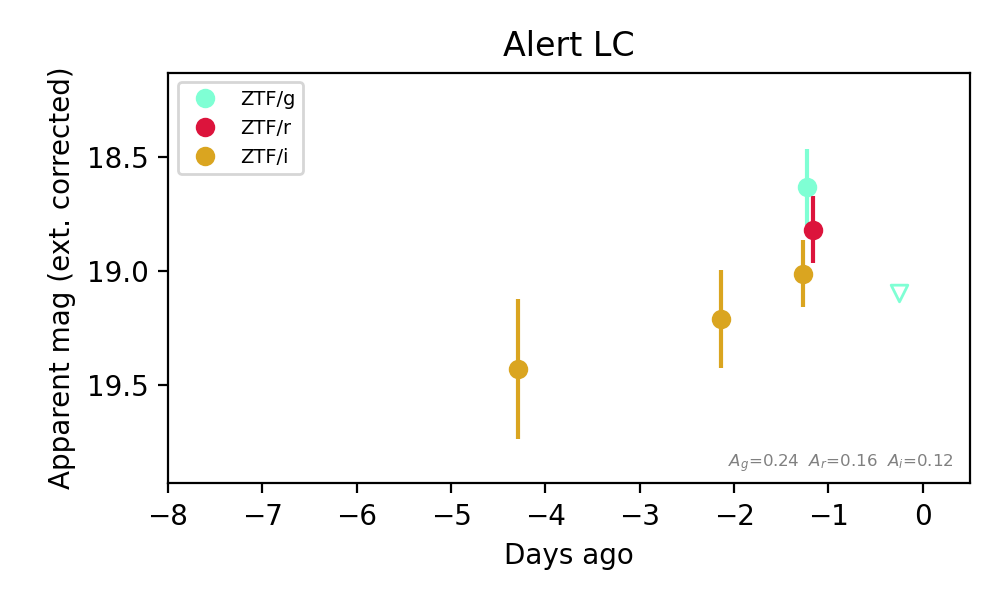 Alert LC
Apparent mag (ext. corrected)
ZTF/g
ZTF/r
ZTF/i
18.5
19.0
19.5
A_g=0.24 A_r=0.16 A_i=0.12
−8 −7 −6 −5 −4 −3 −2 −1 0
Days ago